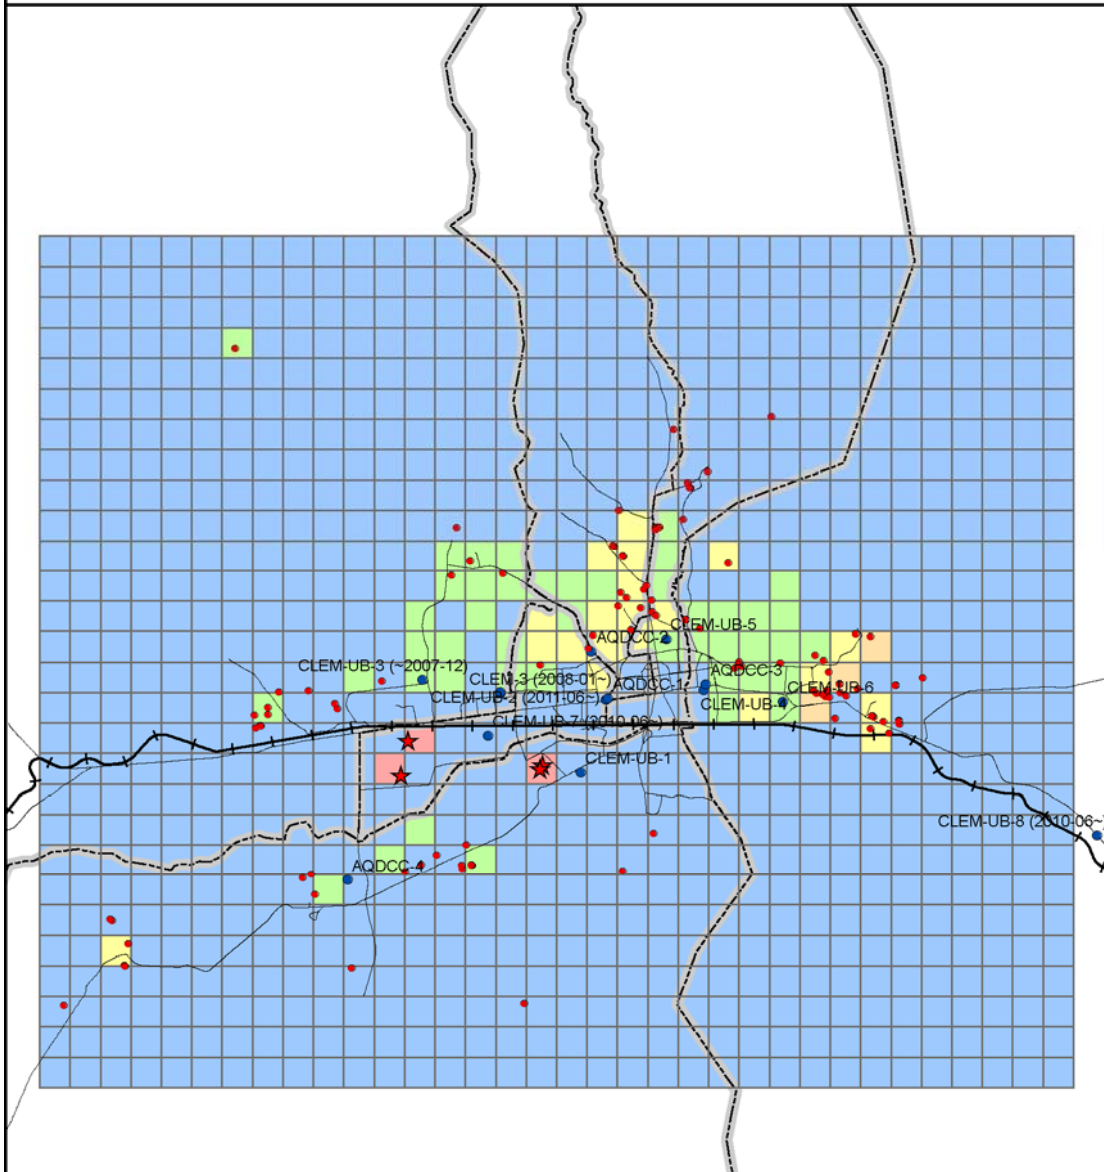 CLEM-UB-5
AQDCC-2
CLEM-UB-3 (~2007-12)
AQDCC-3
CLEM-3 (2008-01~)
AQDCC-1
CLEM-UB-6
CLEM-UB-2 (2011-06~)
CLEM-UB-4
CLEM-UB-7 (2010-06~)
CLEM-UB-1
CLEM-UB-8 (2010-06~)
AQDCC-4